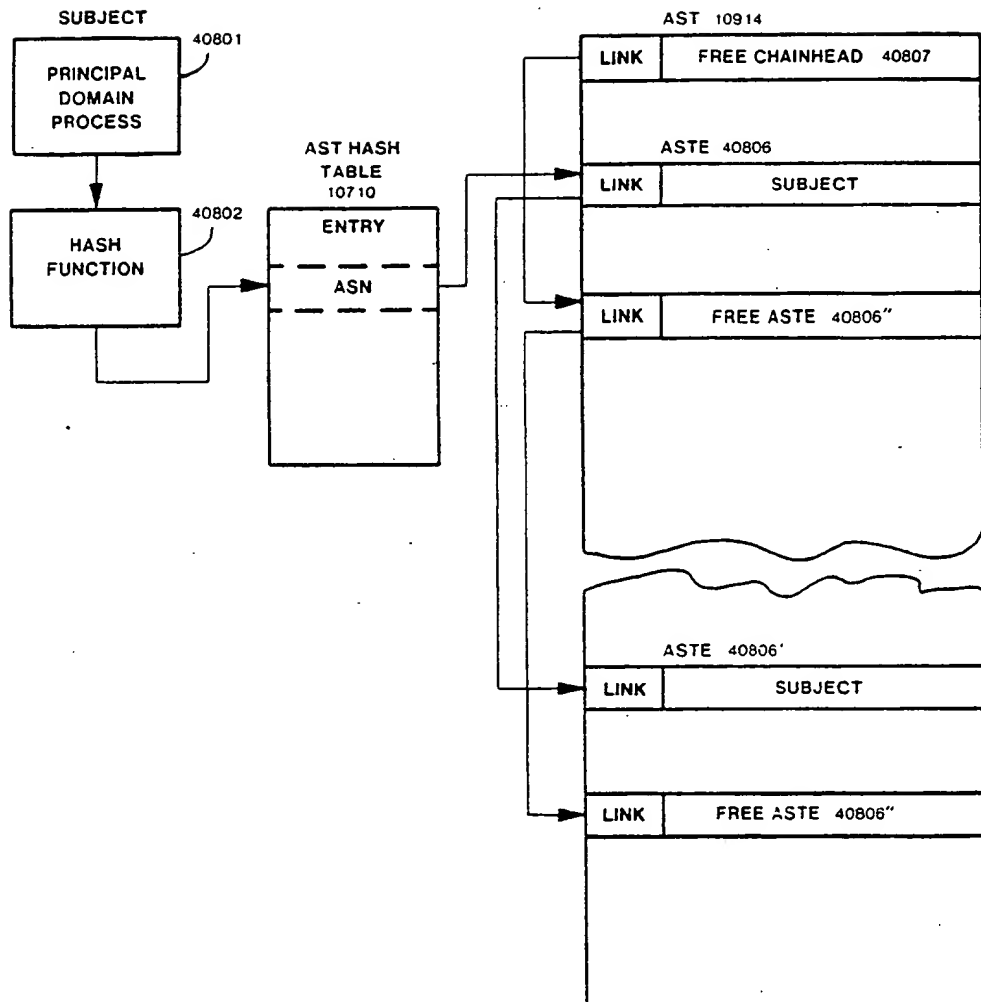 SUBJECT
40801
PRINCIPAL
DOMAIN
PROCESS
40802
HASH
FUNCTION
AST HASH
TABLE
10710
ENTRY
ASN
AST 10914
LINK FREE CHAINHEAD 40807
ASTE 40806
LINK SUBJECT
LINK FREE ASTE 40806"
ASTE 40806'
LINK SUBJECT
LINK FREE ASTE 40806"